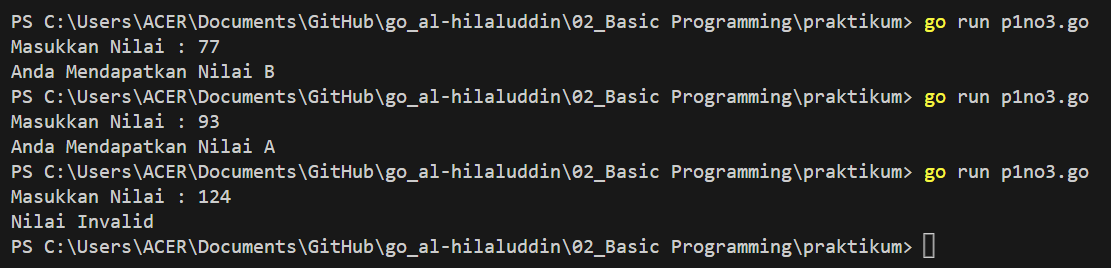 PS C:\Users\ACER\Documents\GitHub\go_al-hilaluddin\02_Basic Programming\praktikum> go run p1no3.go
Masukkan Nilai : 77
Anda Mendapatkan Nilai B
PS C:\Users\ACER\Documents\GitHub\go_al-hilaluddin\02_Basic Programming\praktikum> go run p1no3.go
Masukkan Nilai : 93
Anda Mendapatkan Nilai A
PS C:\Users\ACER\Documents\GitHub\go_al-hilaluddin\02_Basic Programming\praktikum> go run p1no3.go
Masukkan Nilai : 124
Nilai Invalid
PS C:\Users\ACER\Documents\GitHub\go_al-hilaluddin\02_Basic Programming\praktikum>